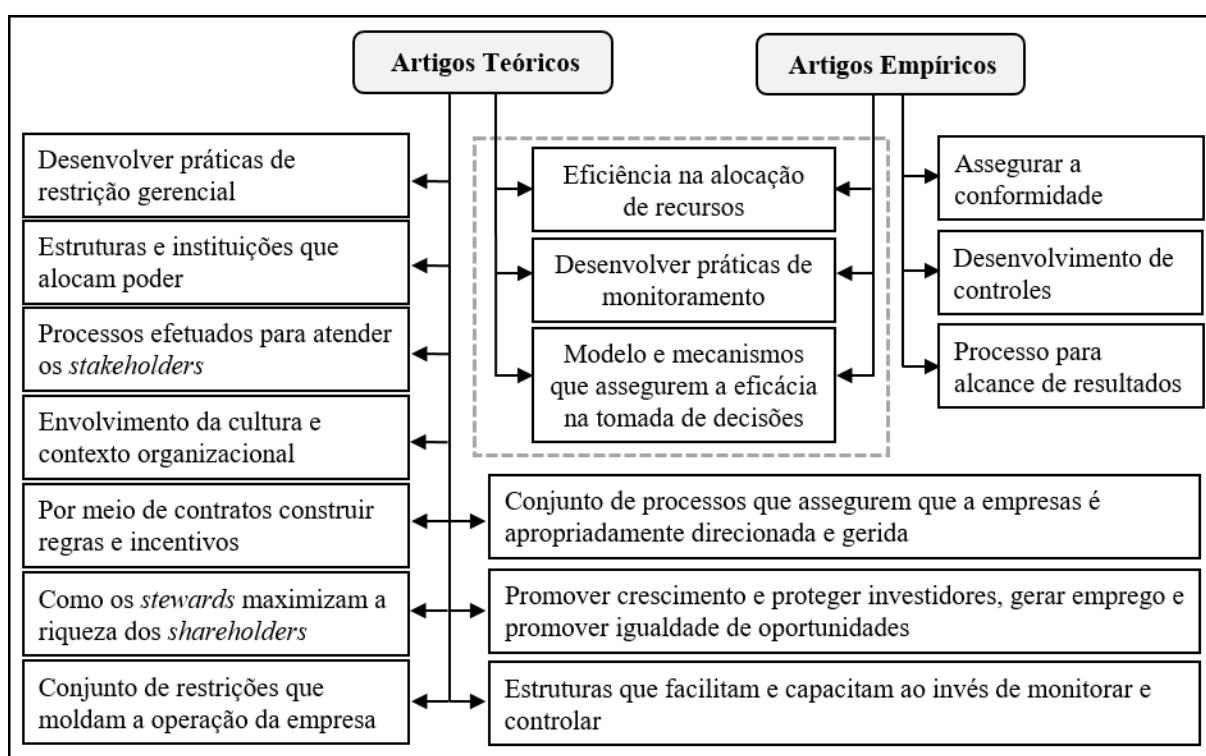 Artigos Teóricos
Artigos Empíricos
Desenvolver práticas de
restrição gerencial
Estruturas e instituições que
alocam poder
Processos efetuados para atender
os stakeholders
Envolvimento da cultura e
contexto organizacional
Por meio de contratos construir
regras e incentivos
Como os stewards maximizam a
riqueza dos shareholders
Conjunto de restrições que
moldam a operação da empresa
Eficiência na alocação
de recursos
Desenvolver práticas de
monitoramento
Modelo e mecanismos
que assegurem a eficácia
na tomada de decisões
Assegurar a
conformidade
Desenvolvimento de
controles
Processo para
alcance de resultados
Conjunto de processos que assegurem que a empresas é
apropriadamente direcionada e gerida
Promover crescimento e proteger investidores, gerar emprego e
promover igualdade de oportunidades
Estruturas que facilitam e capacitam ao invés de monitorar e
controlar